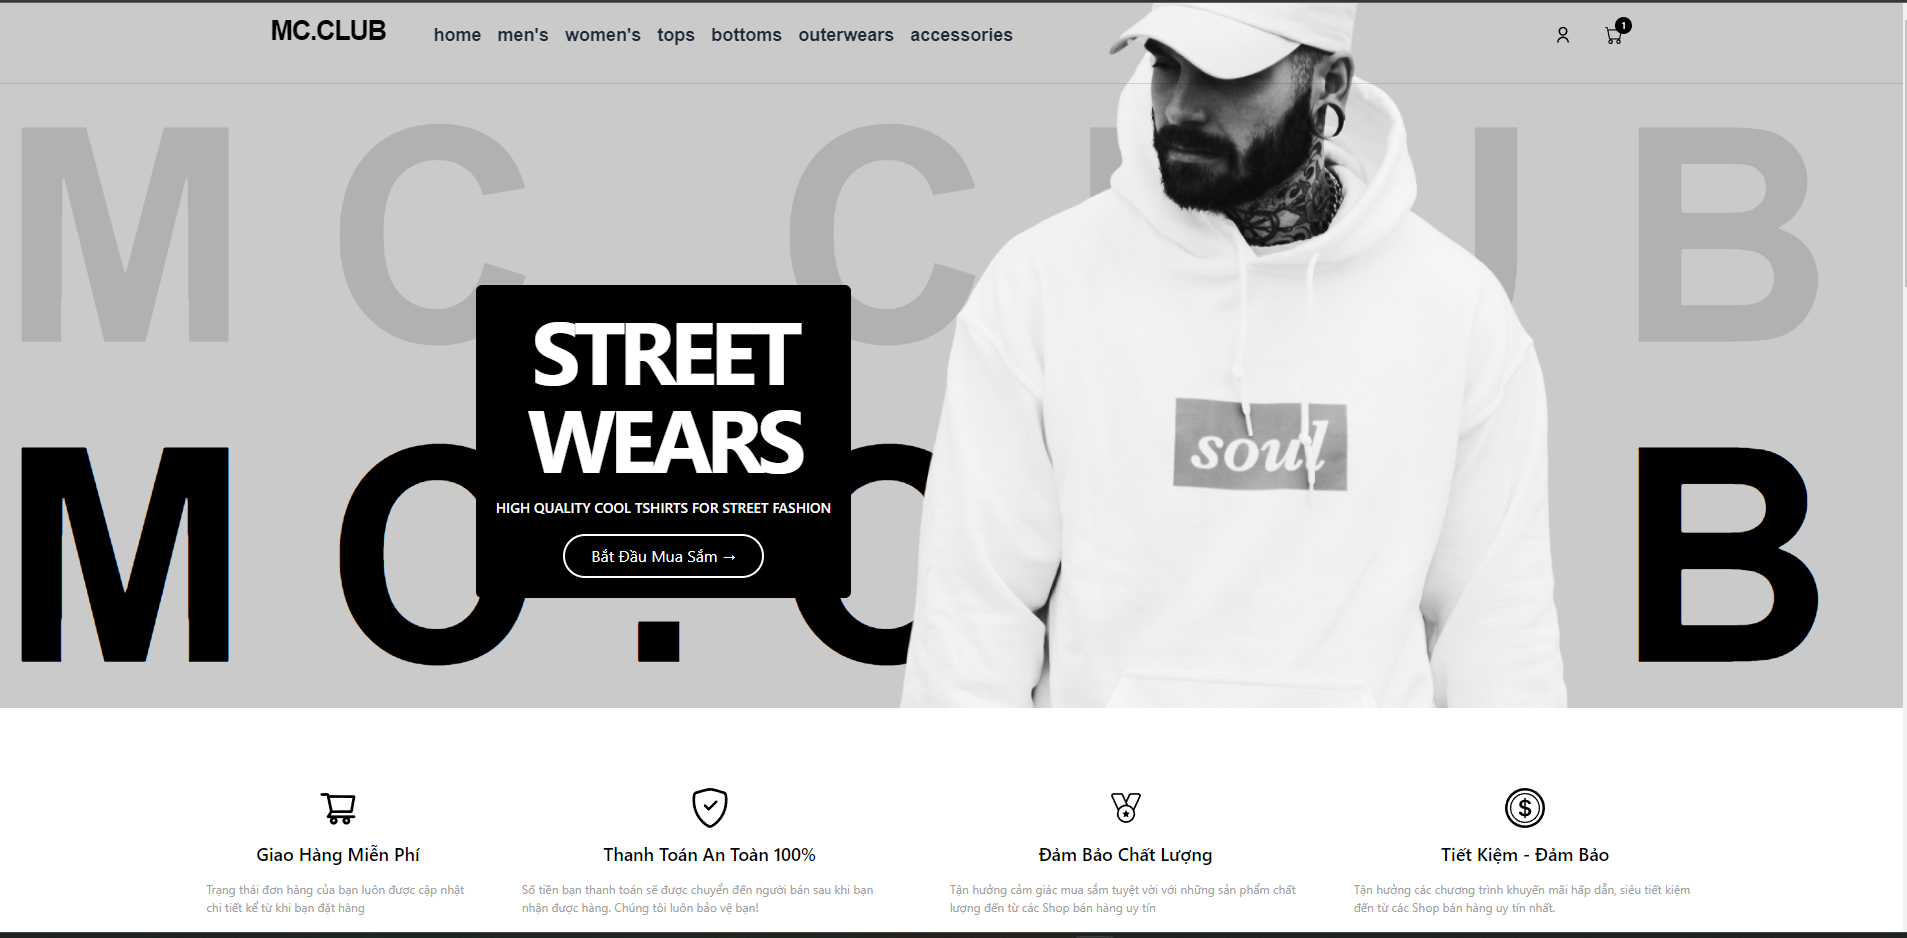 MC.CLUB
home men's women's tops bottoms outerwears accessories
1
MC.C UB
STREET
WEARS
HIGH QUALITY COOL TSHIRTS FOR STREET FASHION
Bắt Đầu Mua Sắm →
soul
MC.C B
Giao Hàng Miễn Phí
Trạng thái đơn hàng của bạn luôn được cập nhật
chi tiết kể từ khi bạn đặt hàng
Thanh Toán An Toàn 100%
Số tiền bạn thanh toán sẽ được chuyển đến người bán sau khi bạn
nhận được hàng. Chúng tôi luôn bảo vệ bạn!
Đảm Bảo Chất Lượng
Tận hưởng cảm giác mua sắm tuyệt vời với những sản phẩm chất
lượng đến từ các Shop bán hàng uy tín
Tiết Kiệm - Đảm Bảo
Tận hưởng các chương trình khuyến mãi hấp dẫn, siêu tiết kiệm
đến từ các Shop bán hàng uy tín nhất.